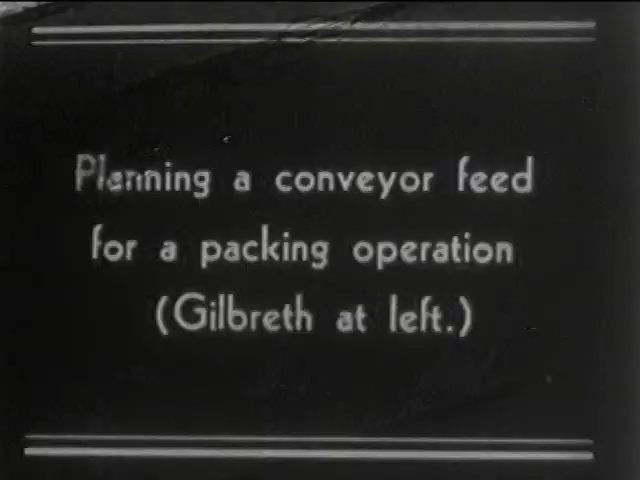 Planning a conveyor feed
for a packing operation
(Gilbreth at left.)